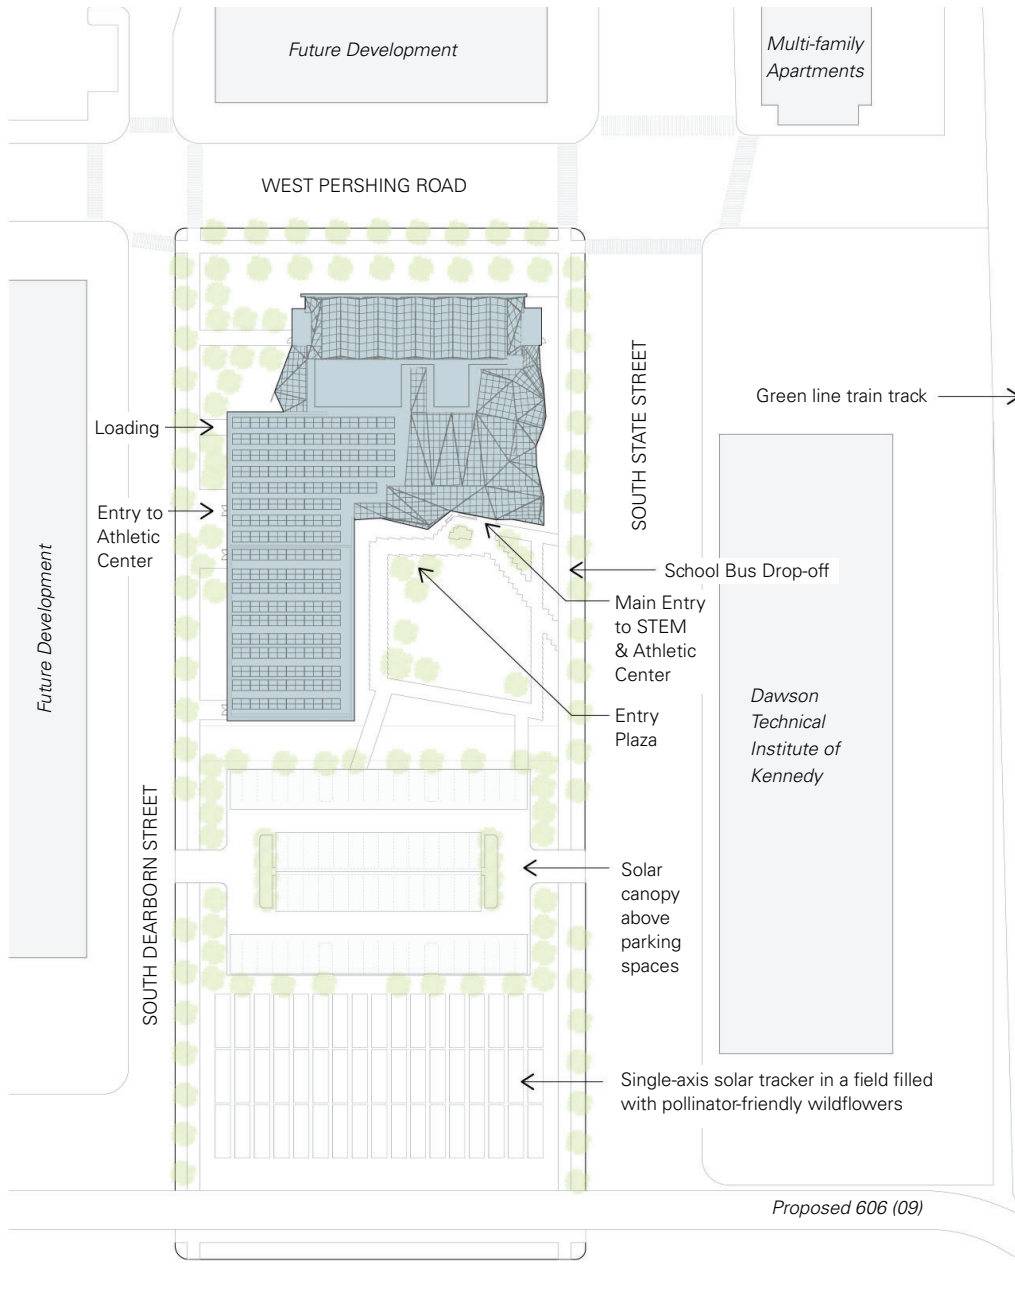 Future Development
Multi-family
Apartments
WEST PERSHING ROAD
SOUTH STATE STREET
Green line train track
Loading
Entry to
Athletic
Center
Future Development
School Bus Drop-off
Main Entry
to STEM
& Athletic
Center
Entry
Plaza
Dawson
Technical
Institute of
Kennedy
SOUTH DEARBORN STREET
Solar
canopy
above
parking
spaces
Single-axis solar tracker in a field filled
with pollinator-friendly wildflowers
Proposed 606 (09)